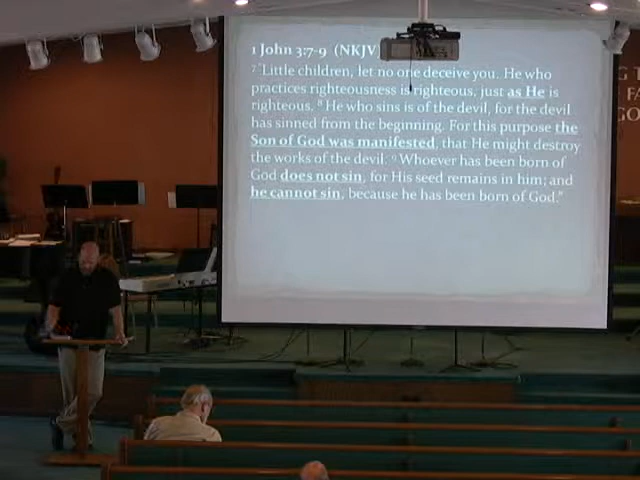 1 John 3:7-9 (NKJV
7 "Little children, let no one deceive you. He who
practices righteousness is righteous, just as He is
righteous. 8 He who sins is of the devil, for the devil
has sinned from the beginning. For this purpose the
Son of God was manifested, that He might destroy
the works of the devil. 9 Whoever has been born of
God does not sin, for His seed remains in him; and
he cannot sin, because he has been born of God."
G T
FA
GO